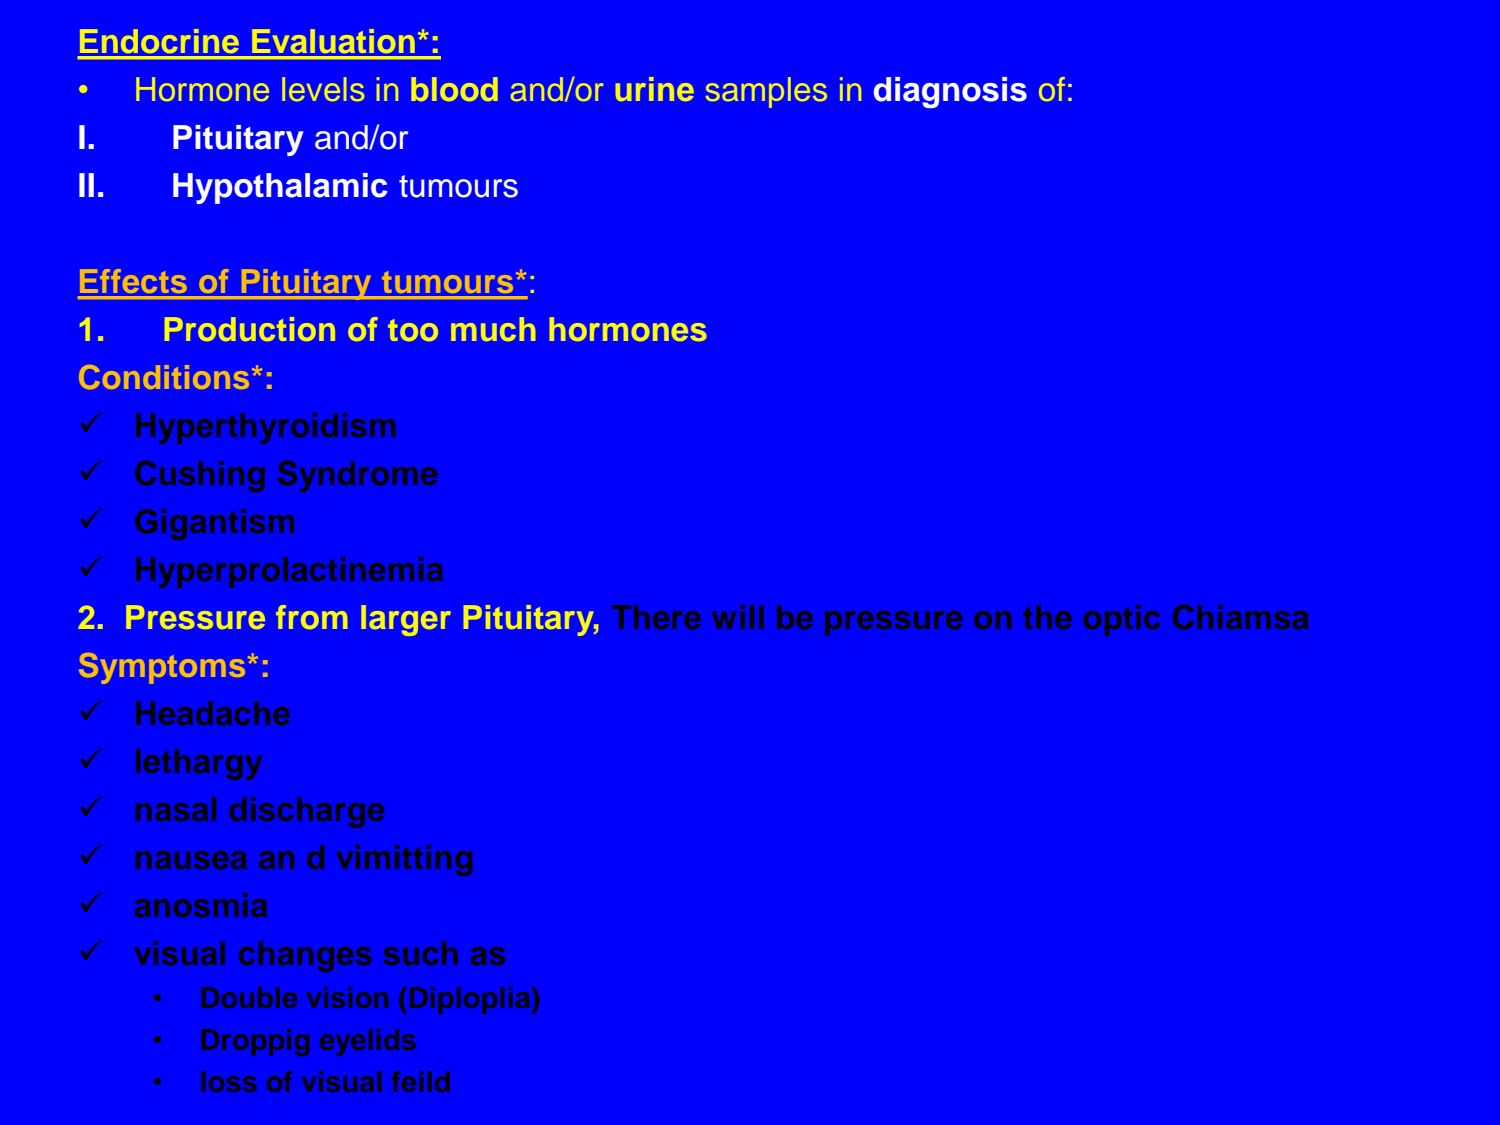 Endocrine Evaluation*:
• Hormone levels in blood and/or urine samples in diagnosis of:
I. Pituitary and/or
II. Hypothalamic tumours
Effects of Pituitary tumours*:
1. Production of too much hormones
Conditions*:
✓ Hyperthyroidism
✓ Cushing Syndrome
✓ Gigantism
✓ Hyperprolactinemia
2. Pressure from larger Pituitary, There will be pressure on the optic Chiamsa
Symptoms*:
✓ Headache
✓ lethargy
✓ nasal discharge
✓ nausea an d vimitting
✓ anosmia
✓ visual changes such as
• Double vision (Diploplia)
• Droppig eyelids
• loss of visual feild